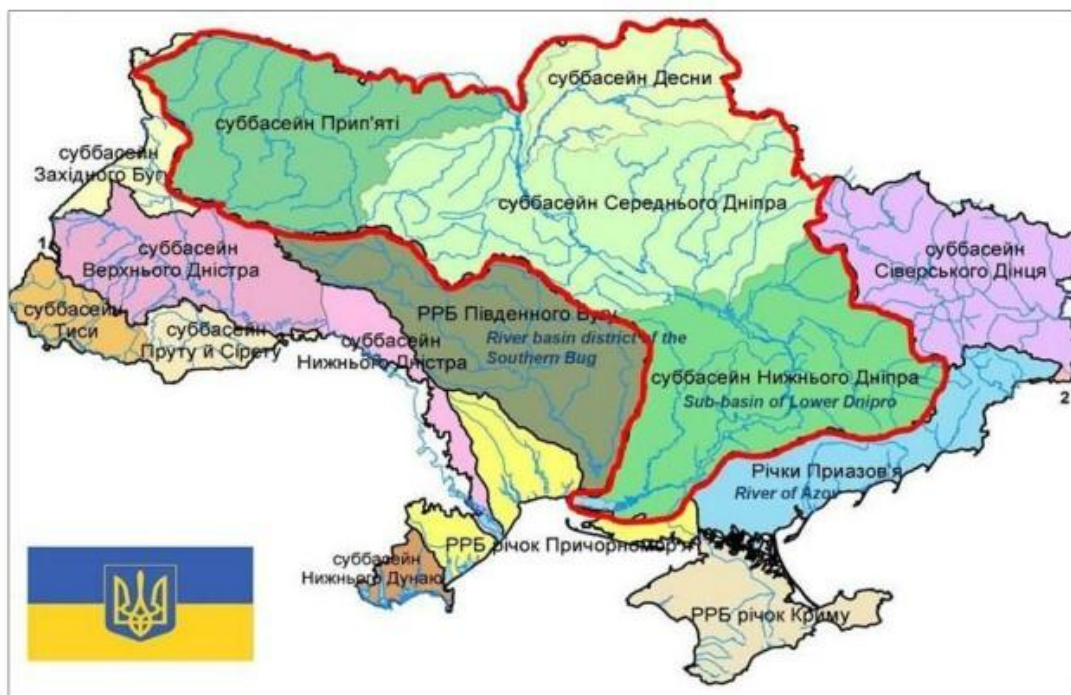 суббасейн Десни
суббасейн Прип'яті
суббасейн
Західного Бугу
суббасейн Середнього Дніпра
1
суббасейн
Верхнього Дністра
суббасейн
Сіверського Дінця
суббасейн
Тиси
суббасейн
Пруту й Сірету
суббасейн
Нижнього Дністра
РРБ Південного Бугу
River basin district of the
Southern Bug
суббасейн Нижнього Дніпра
Sub-basin of Lower Dnipro
2
Річки Приазов'я
River of Azov
РРБ річок Причорномор'я
суббасейн
Нижнього Дунаю
РРБ річок Криму